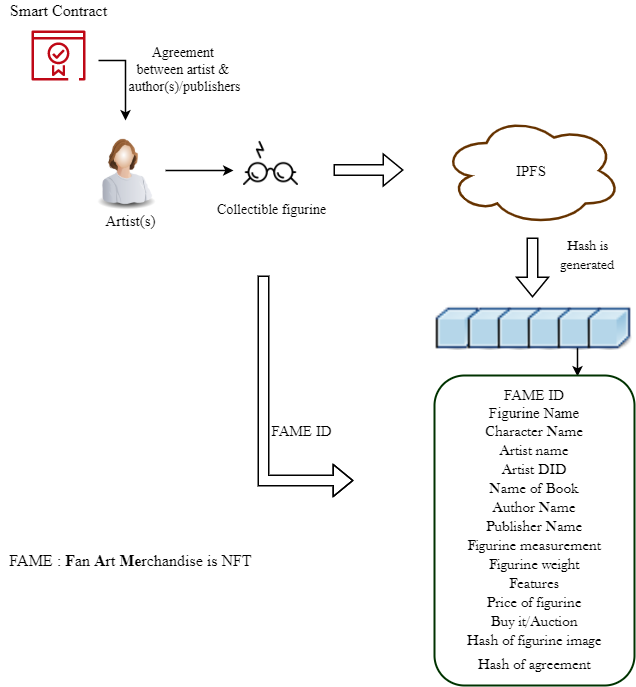 Smart Contract
Agreement
between artist &
author(s)/publishers
Artist(s)
Collectible figurine
IPFS
Hash is
generated
FAME ID
FAME ID
Figurine Name
Character Name
Artist name
Artist DID
Name of Book
Author Name
Publisher Name
Figurine measurement
Figurine weight
Features
Price of figurine
Buy it/Auction
Hash of figurine image
Hash of agreement
FAME : Fan Art Merchandise is NFT